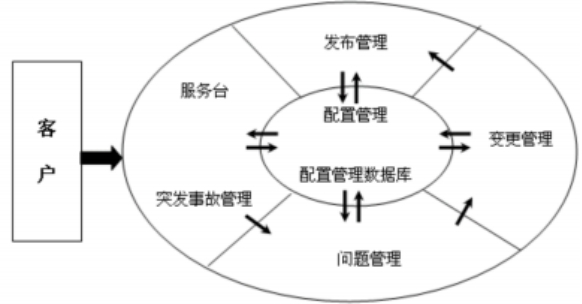 客
户
发布管理
服务台
配置管理
变更管理
配置管理数据库
突发事故管理
问题管理